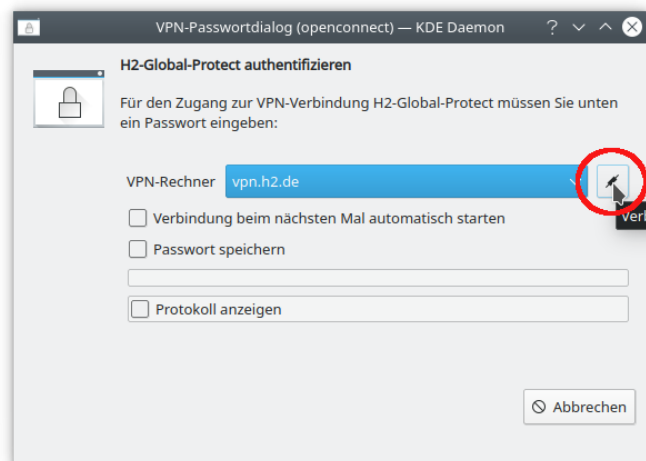 VPN-Passwortdialog (openconnect) — KDE Daemon
H2-Global-Protect authentifizieren
Für den Zugang zur VPN-Verbindung H2-Global-Protect müssen Sie unten
ein Passwort eingeben:
VPN-Rechner vpn.h2.de
Verbindung beim nächsten Mal automatisch starten
Passwort speichern
Protokoll anzeigen
Abbrechen